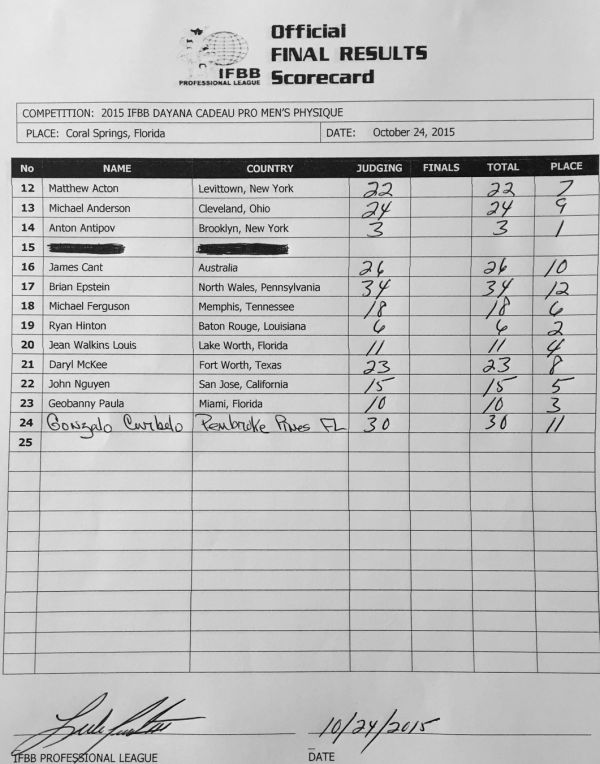 Official
FINAL RESULTS
Scorecard
IFBB
PROFESSIONAL LEAGUE
COMPETITION: 2015 IFBB DAYANA CADEAU PRO MEN'S PHYSIQUE
PLACE: Coral Springs, Florida DATE: October 24, 2015
No NAME COUNTRY JUDGING FINALS TOTAL PLACE
12 Matthew Acton Levittown, New York 22 22 7
13 Michael Anderson Cleveland, Ohio 24 24 9
14 Anton Antipov Brooklyn, New York 3 3 1
15
16 James Cant Australia 26 26 10
17 Brian Epstein North Wales, Pennsylvania 34 34 12
18 Michael Ferguson Memphis, Tennessee 18 18 6
19 Ryan Hinton Baton Rouge, Louisiana 6 6 2
20 Jean Walkins Louis Lake Worth, Florida 11 11 4
21 Daryl McKee Fort Worth, Texas 23 23 8
22 John Nguyen San Jose, California 15 15 5
23 Geobanny Paula Miami, Florida 10 10 3
24 Gonzalo Curbelo Pembroke Pines FL 30 30 11
25
10/24/2015
IFBB PROFESSIONAL LEAGUE DATE